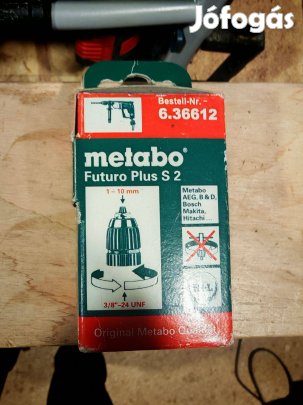 Jófogás
Bestell-Nr.
6.36612
metabo®
Futuro Plus S 2
1 - 10 mm
Metabo
AEG, B & D,
Bosch
Makita,
Hitachi ...
R+L
3/8"-24 UNF
Original Metabo